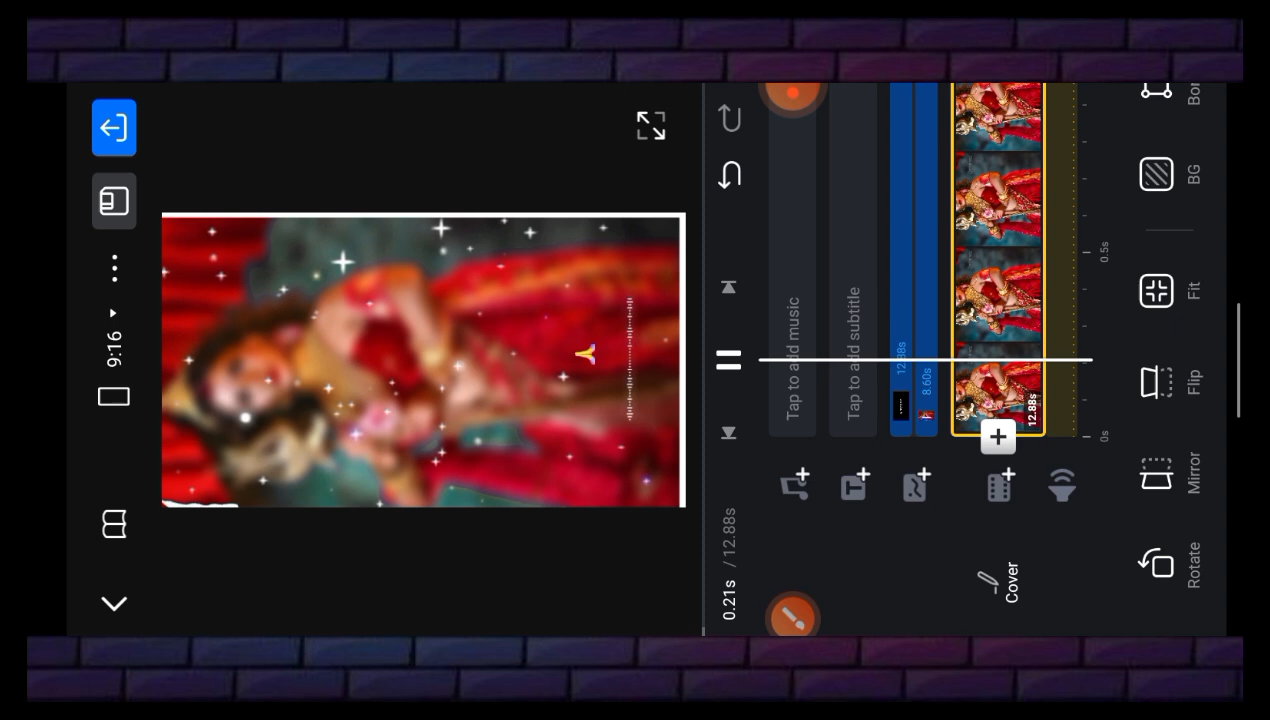 9:16
Tap to add music
Tap to add subtitle
12.88s
8.60s
12.88s
0.21s / 12.88s
Cover
0s
0.5s
Rotate
Mirror
Flip
Fit
BG
Bor